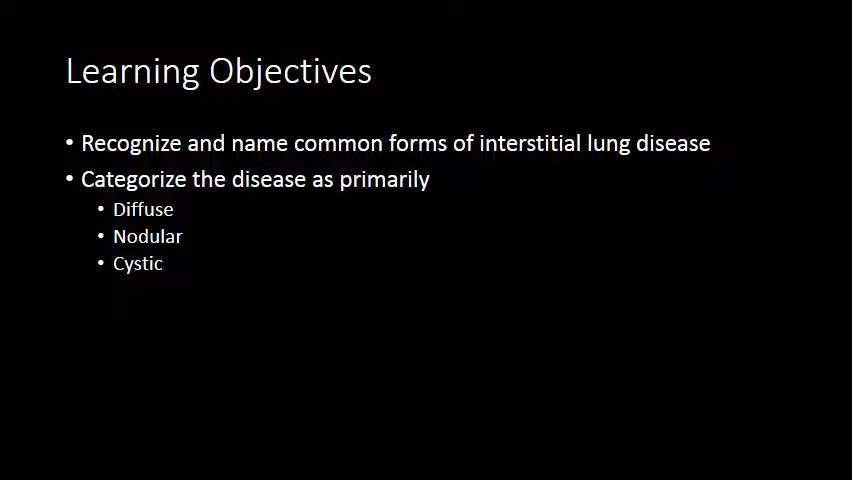 Learning Objectives
• Recognize and name common forms of interstitial lung disease
• Categorize the disease as primarily
• Diffuse
• Nodular
• Cystic